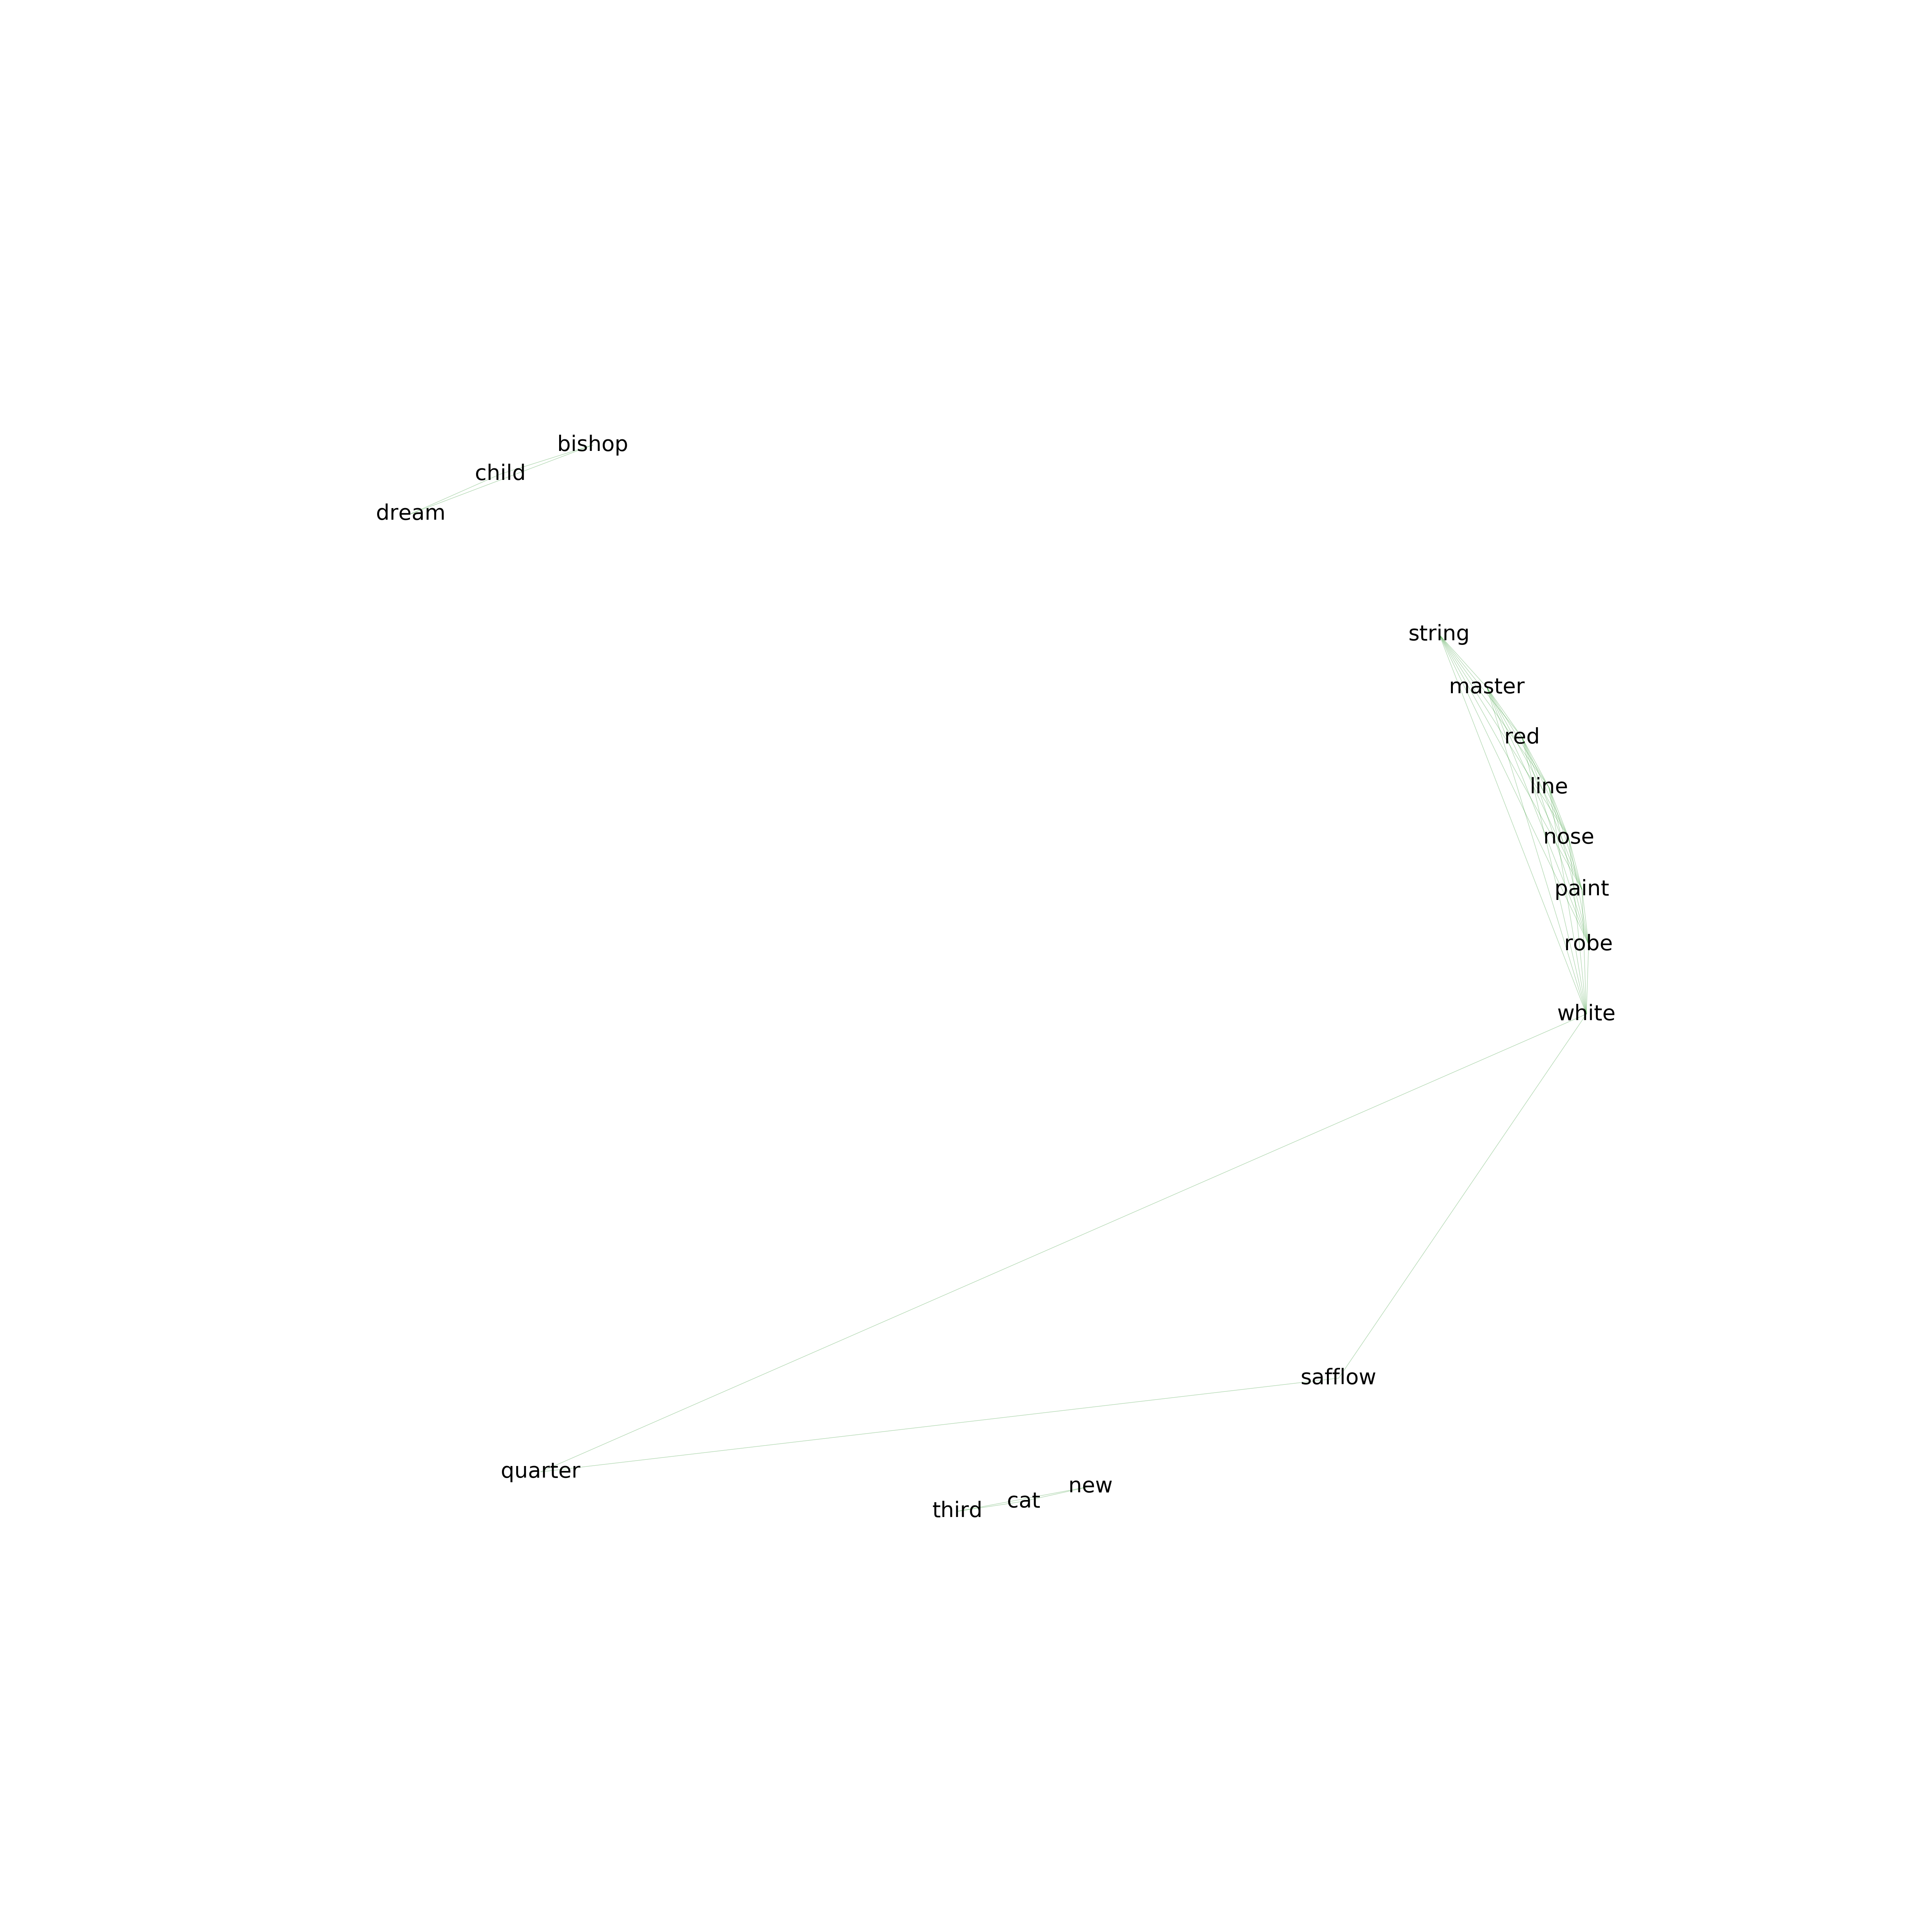 bishop
child
dream
string
master
red
line
nose
paint
robe
white
safflow
quarter
new
cat
third